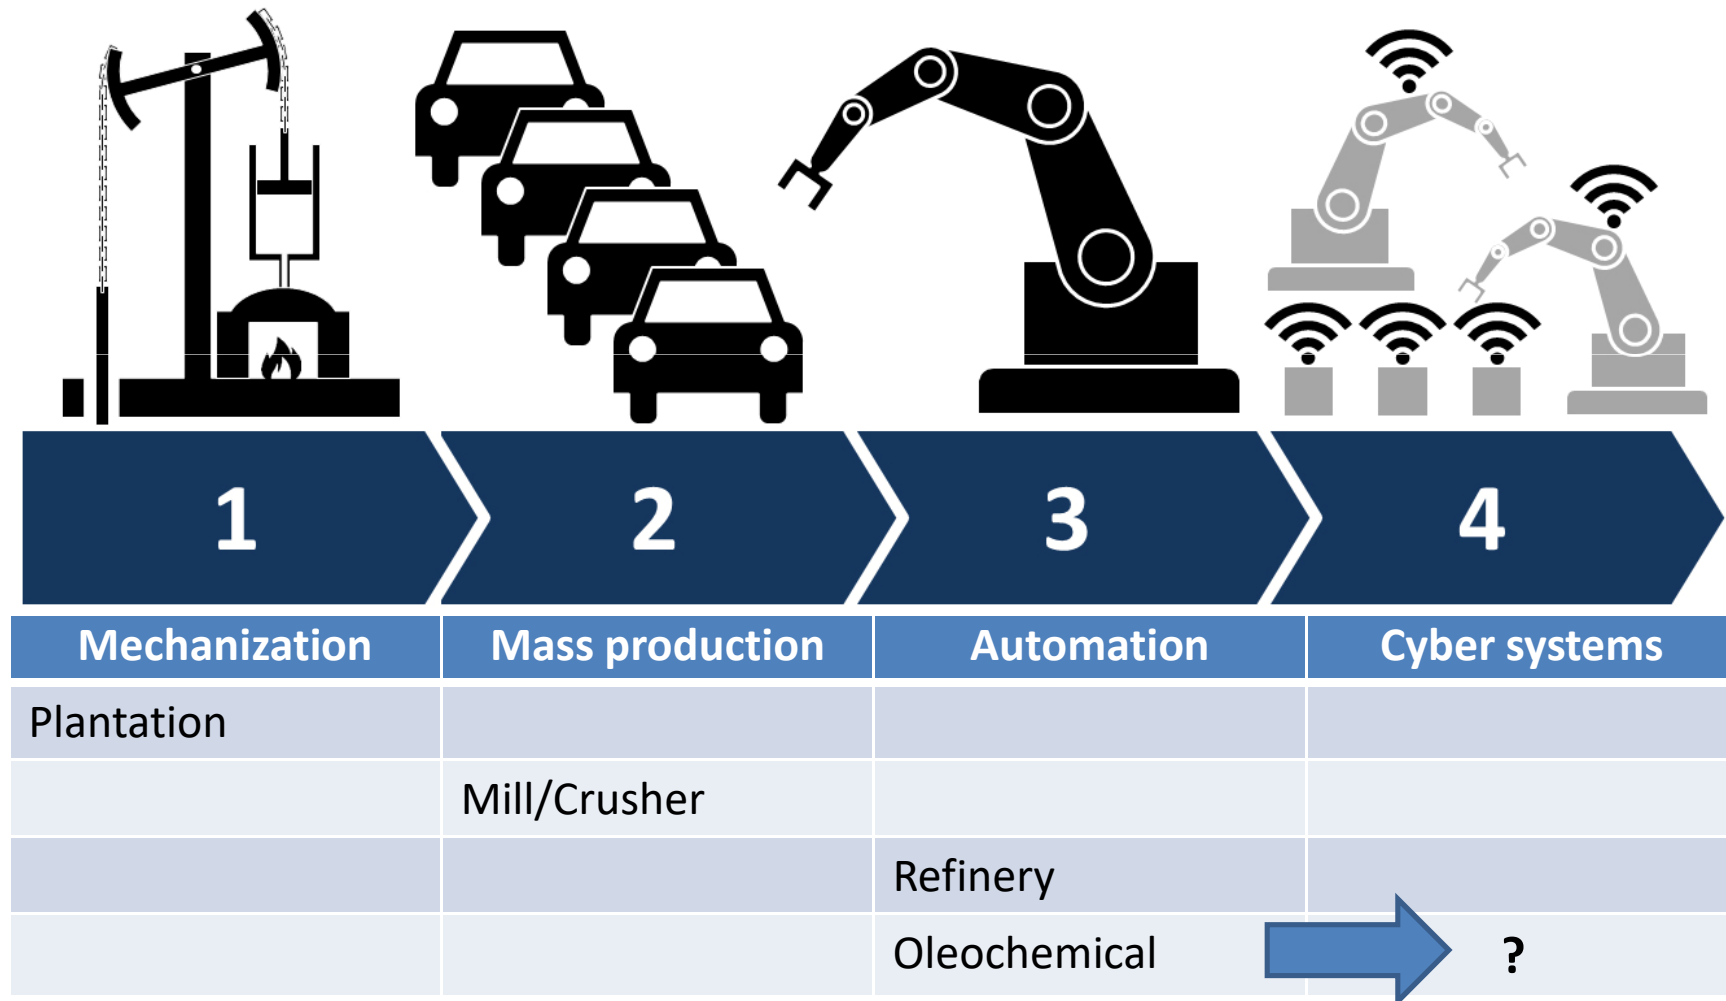 1 2 3 4
Mechanization Mass production Automation Cyber systems
Plantation
Mill/Crusher
Refinery
Oleochemical ?